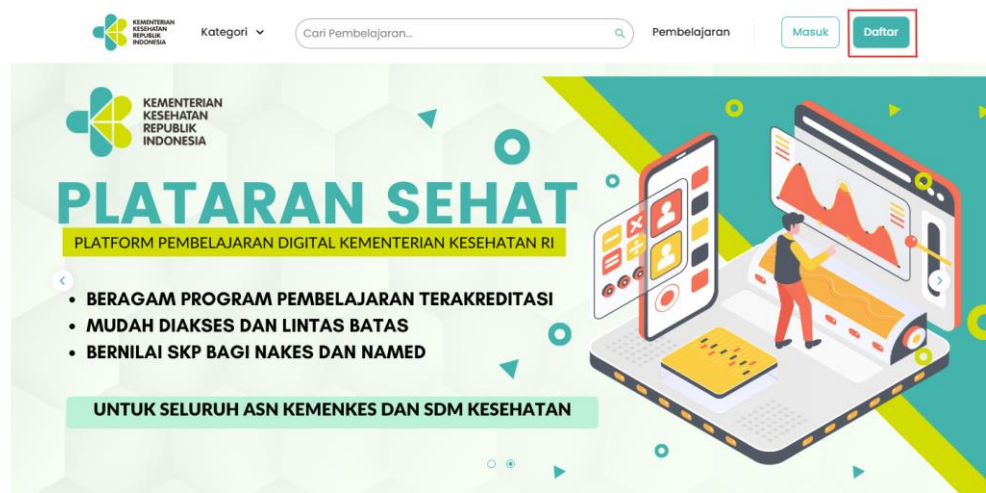 KEMENTERIAN
KESEHATAN
REPUBLIK
INDONESIA
Kategori
Cari Pembelajaran...
Pembelajaran
Masuk
Daftar
KEMENTERIAN
KESEHATAN
REPUBLIK
INDONESIA
PLATARAN SEHAT
PLATFORM PEMBELAJARAN DIGITAL KEMENTERIAN KESEHATAN RI
• BERAGAM PROGRAM PEMBELAJARAN TERAKREDITASI
• MUDAH DIAKSES DAN LINTAS BATAS
• BERNILAI SKP BAGI NAKES DAN NAMED
UNTUK SELURUH ASN KEMENKES DAN SDM KESEHATAN